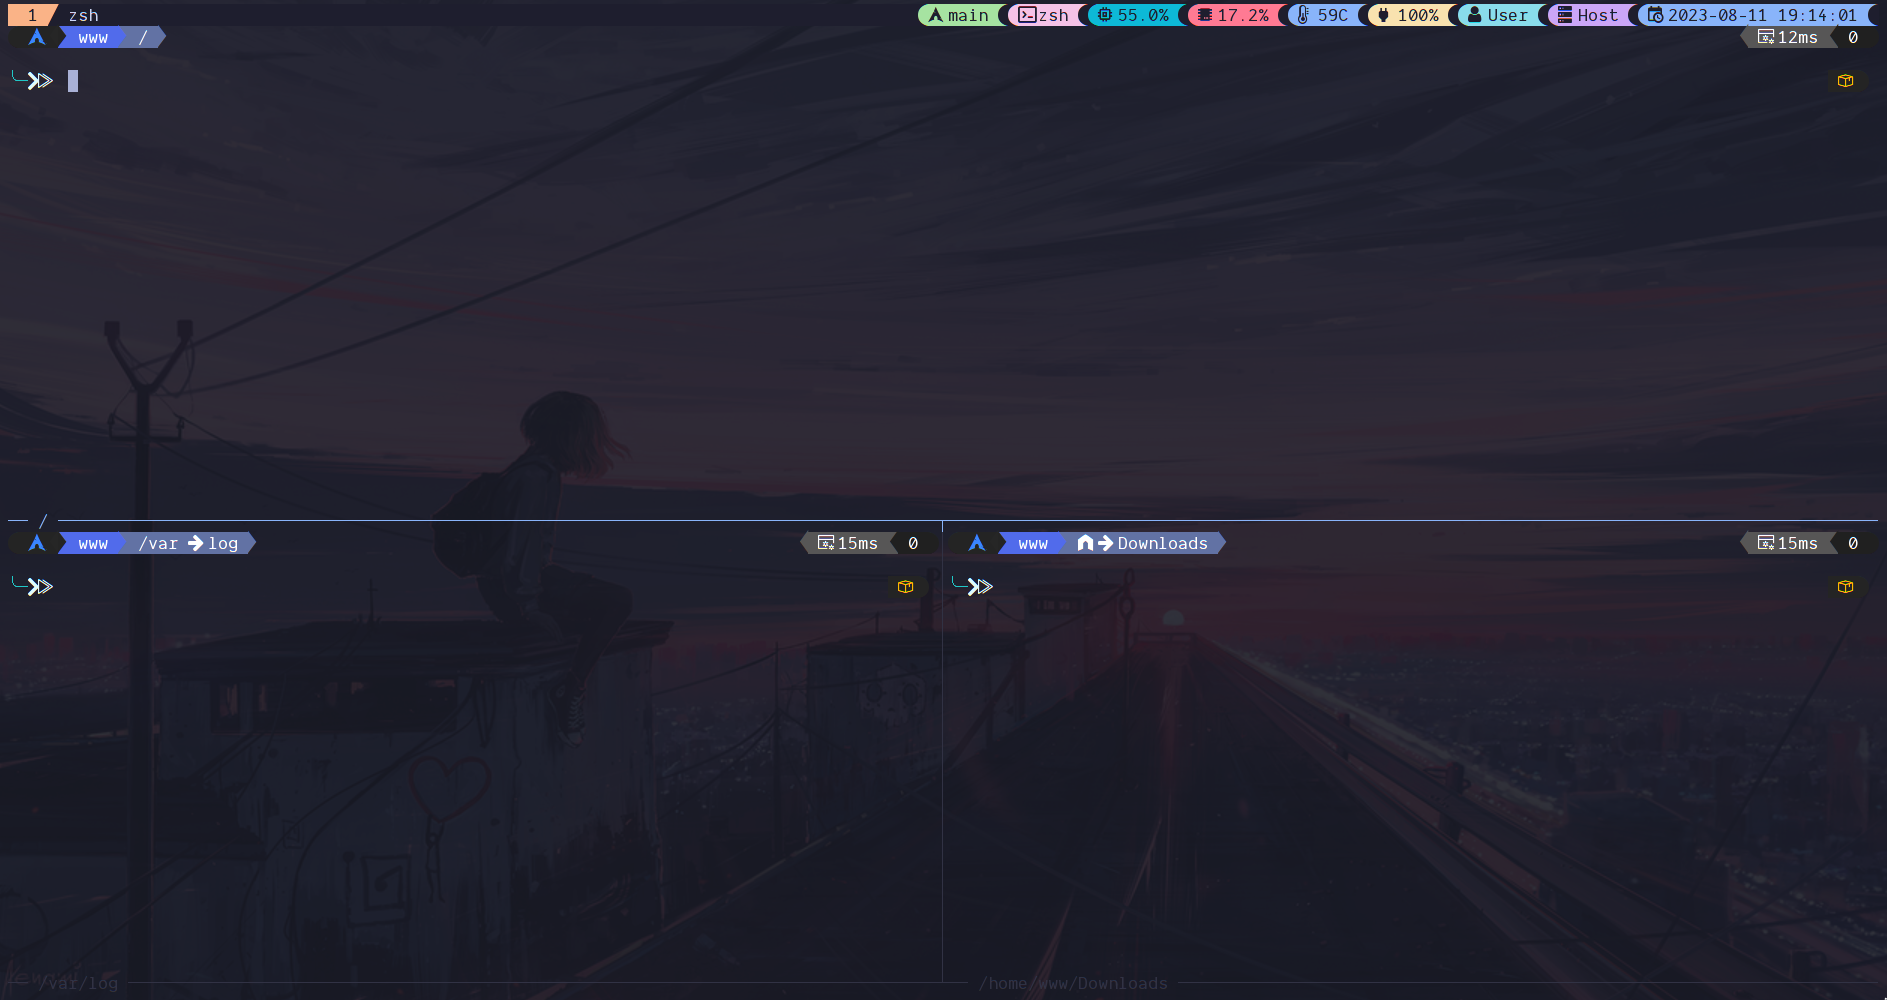 1 zsh main zsh 55.0% 17.2% 59C 100% User Host 2023-08-11 19:14:01
www / 12ms 0
/
www /var log 15ms 0
www Downloads 15ms 0
/var/log
/home/www/Downloads